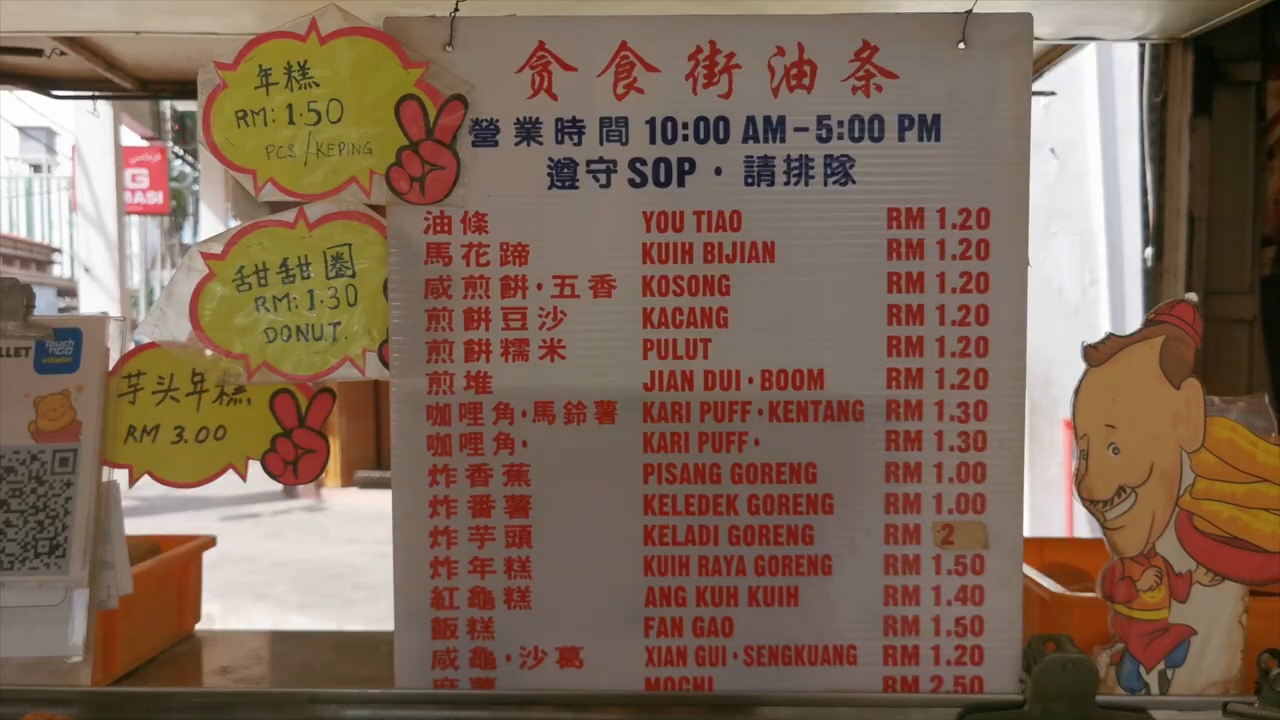 年糕
RM: 1.50
PCS/KEPING
甜甜圈
RM: 1.30
DONUT.
芋头年糕
RM 3.00
LLET
Touch 'n GO
eWallet
G
贪食街油条
營業時間 10:00 AM – 5:00 PM
遵守 SOP · 請排隊
油條 YOU TIAO RM 1.20
馬花蹄 KUIH BIJIAN RM 1.20
咸煎餅·五香 KOSONG RM 1.20
煎餅豆沙 KACANG RM 1.20
煎餅糯米 PULUT RM 1.20
煎堆 JIAN DUI · BOOM RM 1.20
咖哩角·馬鈴薯 KARI PUFF · KENTANG RM 1.30
咖哩角· KARI PUFF · RM 1.30
炸香蕉 PISANG GORENG RM 1.00
炸番薯 KELEDEK GORENG RM 1.00
炸芋頭 KELADI GORENG RM 2
炸年糕 KUIH RAYA GORENG RM 1.50
紅龜糕 ANG KUH KUIH RM 1.40
飯糕 FAN GAO RM 1.50
咸龜·沙葛 XIAN GUI · SENGKUANG RM 1.20
麻薯 MOCHI RM 2.50